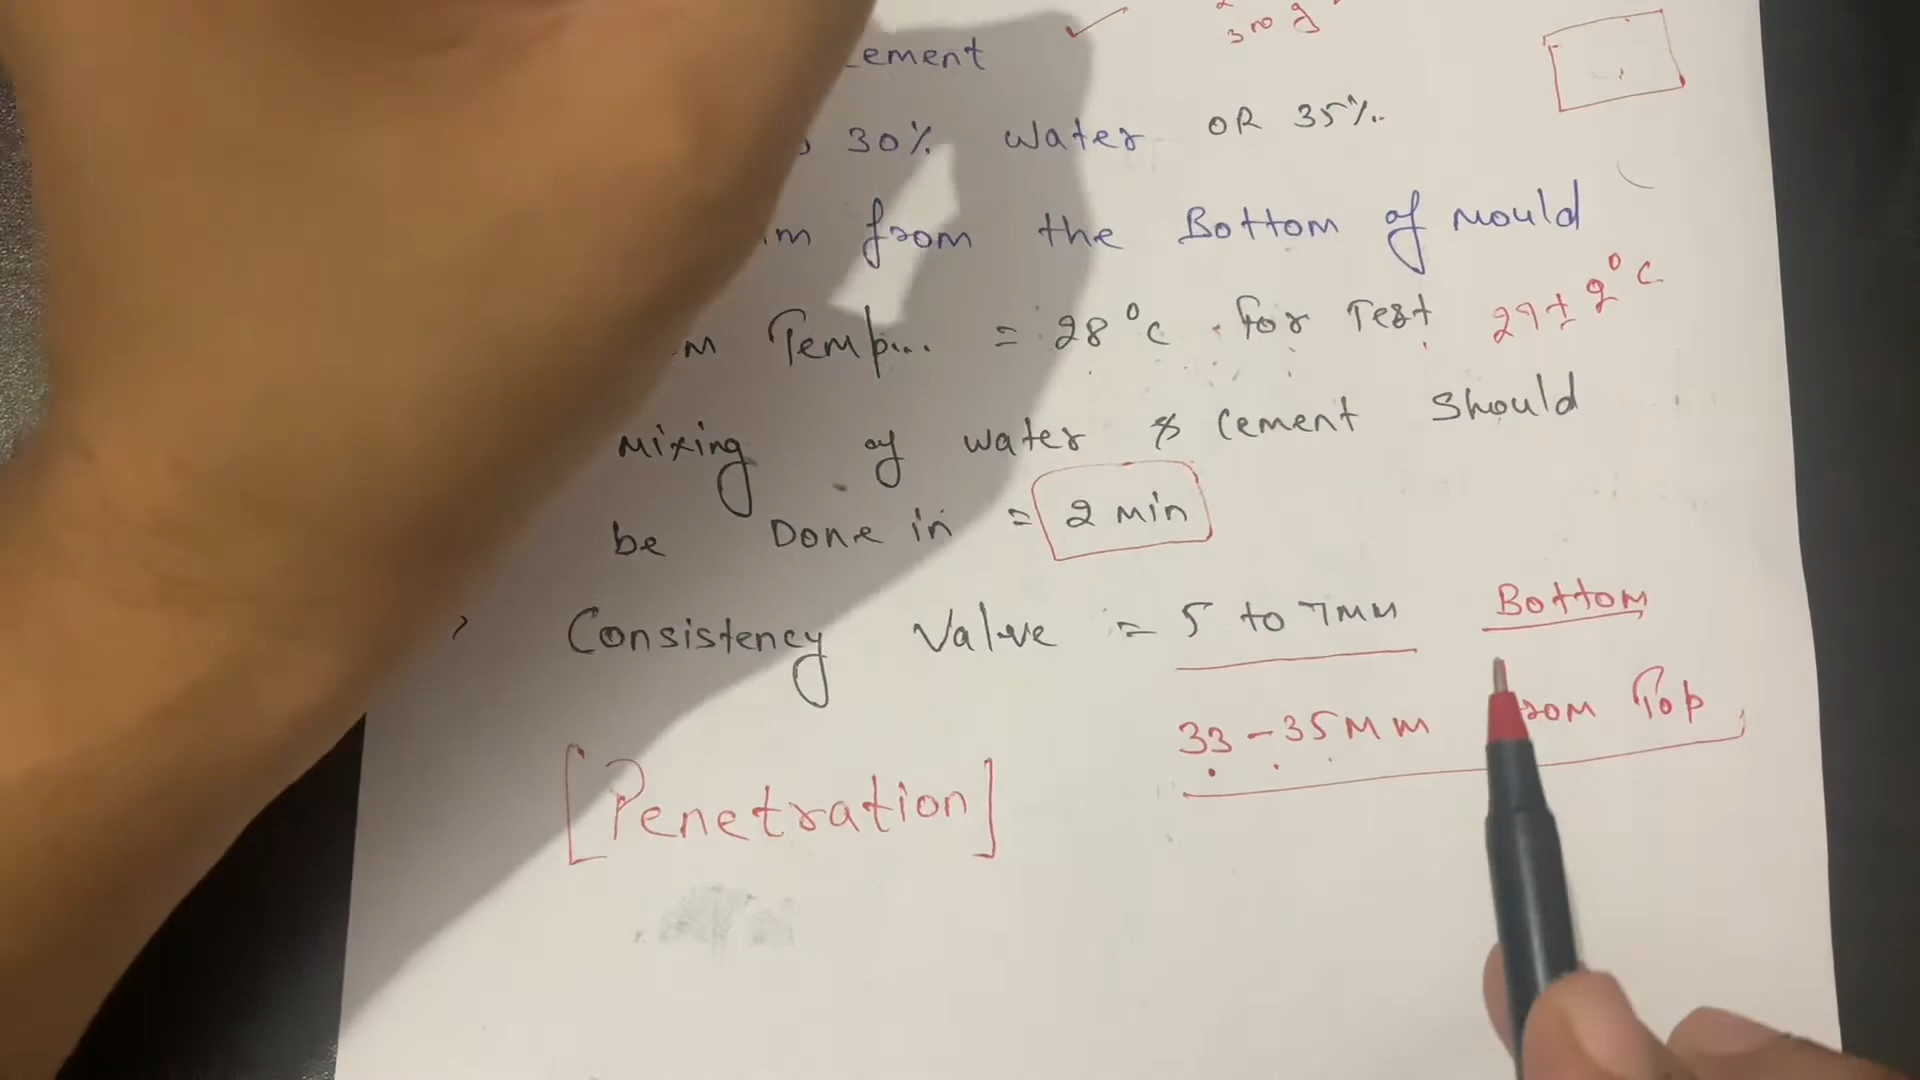 30% Water OR 35%.
from the Bottom of mould
Temp... = 28°C . For Test 27± 2°C
Mixing of water & Cement Should
be Done in = 2 Min
Consistency Value = 5 to 7MM Bottom
33-35MM Top
[Penetration]